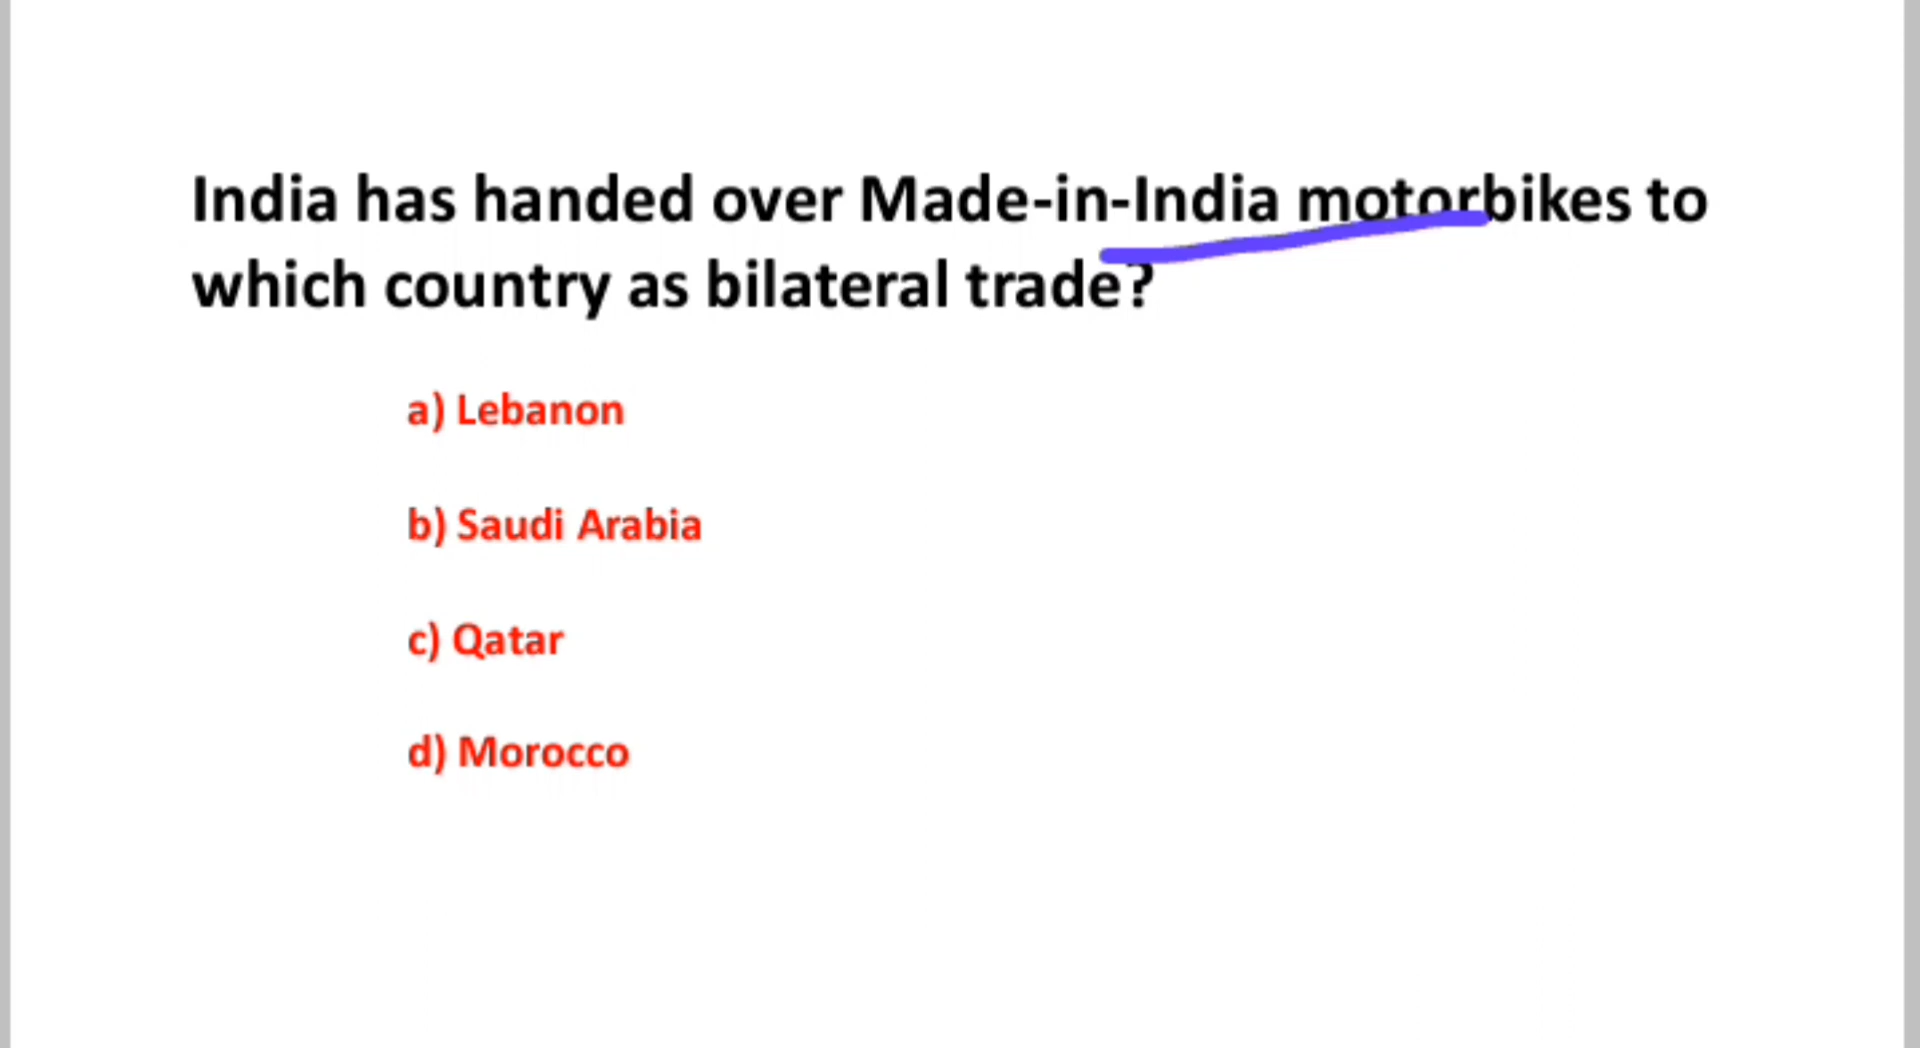 India has handed over Made-in-India motorbikes to
which country as bilateral trade?
a) Lebanon
b) Saudi Arabia
c) Qatar
d) Morocco